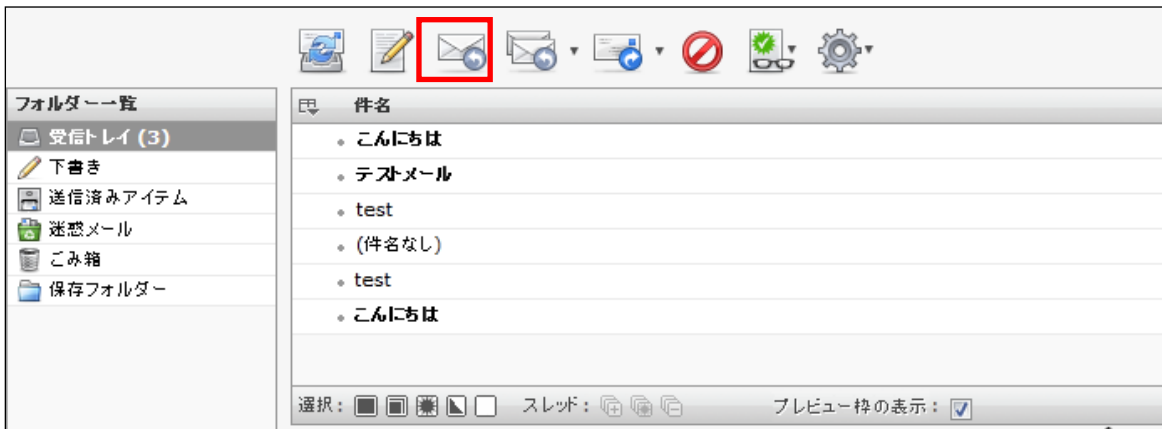 フォルダー一覧
受信トレイ (3)
下書き
送信済みアイテム
迷惑メール
ごみ箱
保存フォルダー
件名
こんにちは
テストメール
test
(件名なし)
test
こんにちは
選択: スレッド: プレビュー枠の表示: